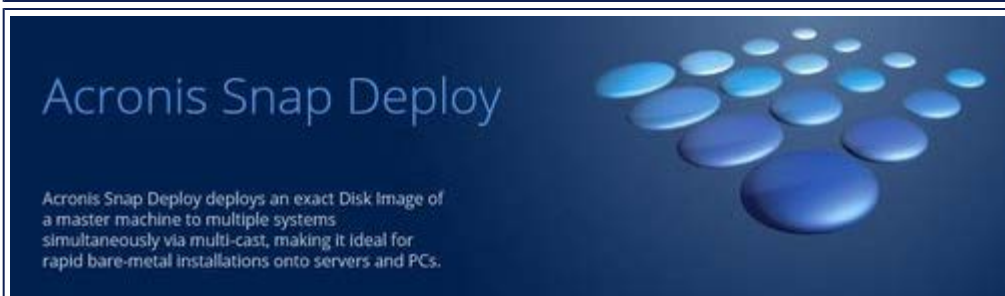 Acronis Snap Deploy
Acronis Snap Deploy deploys an exact Disk Image of
a master machine to multiple systems
simultaneously via multi-cast, making it ideal for
rapid bare-metal installations onto servers and PCs.